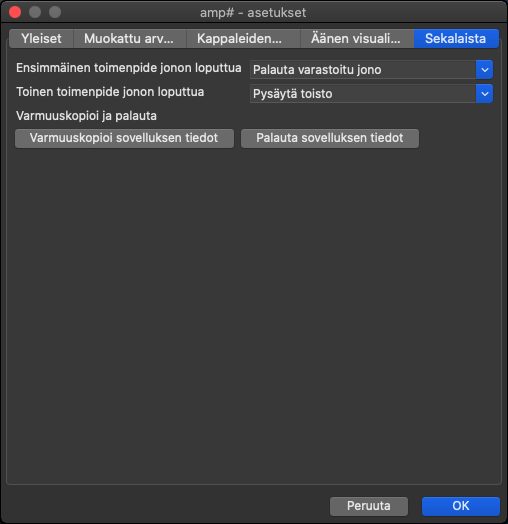 amp# - asetukset
Yleiset Muokattu arv... Kappaleiden... Äänen visuali... Sekalaista
Ensimmäinen toimenpide jonon loputtua Palauta varastoitu jono
Toinen toimenpide jonon loputtua Pysäytä toisto
Varmuuskopioi ja palauta
Varmuuskopioi sovelluksen tiedot Palauta sovelluksen tiedot
Peruuta OK